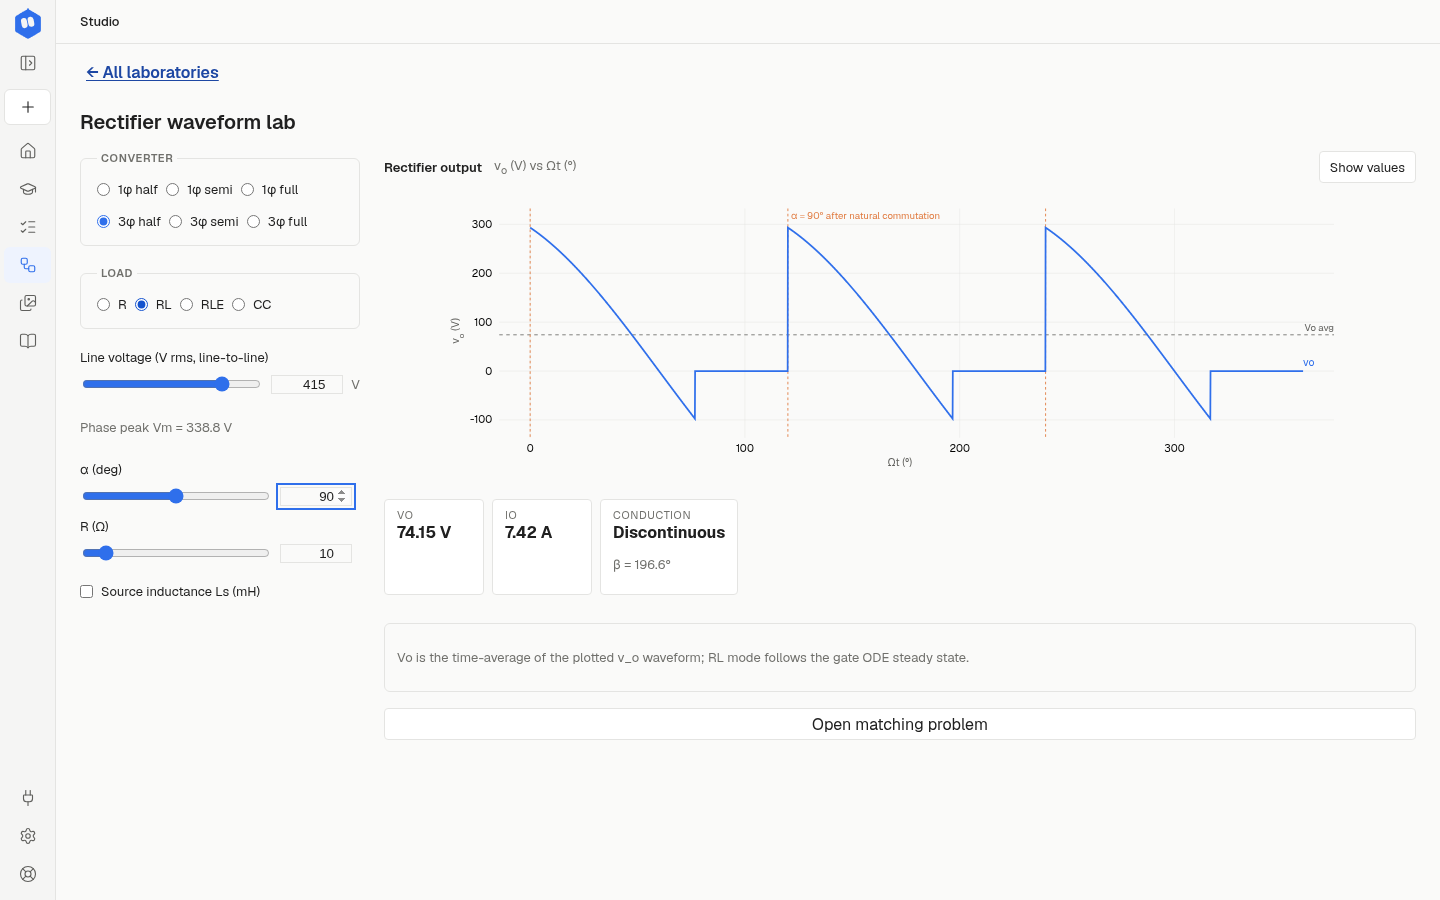 Studio
← All laboratories
Rectifier waveform lab
CONVERTER
1φ half 1φ semi 1φ full
3φ half 3φ semi 3φ full
LOAD
R RL RLE CC
Line voltage (V rms, line-to-line)
415 V
Phase peak Vm = 338.8 V
α (deg)
90
R (Ω)
10
Source inductance Ls (mH)
Rectifier output vo (V) vs Ωt (°)
Show values
α = 90° after natural commutation
300
200
100
0
-100
vo (V)
Vo avg
vo
0 100 200 300
Ωt (°)
VO
74.15 V
IO
7.42 A
CONDUCTION
Discontinuous
β = 196.6°
Vo is the time-average of the plotted v_o waveform; RL mode follows the gate ODE steady state.
Open matching problem